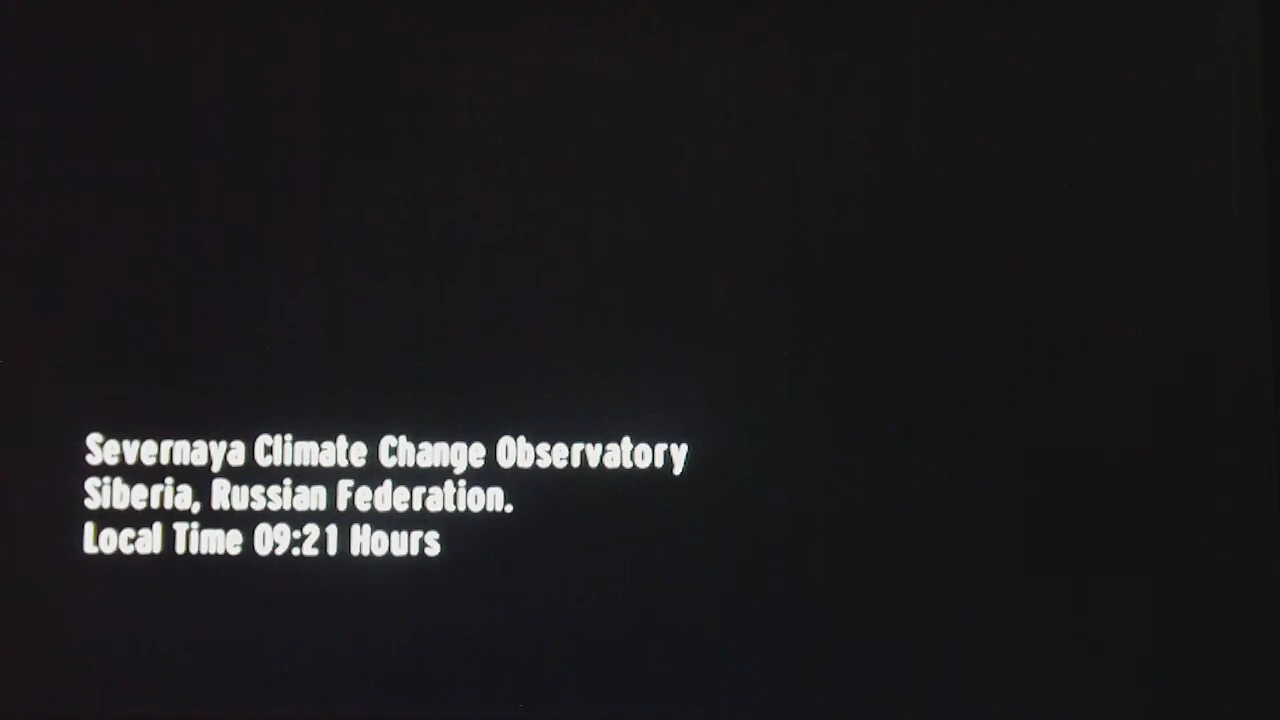 Severnaya Climate Change Observatory
Siberia, Russian Federation.
Local Time 09:21 Hours